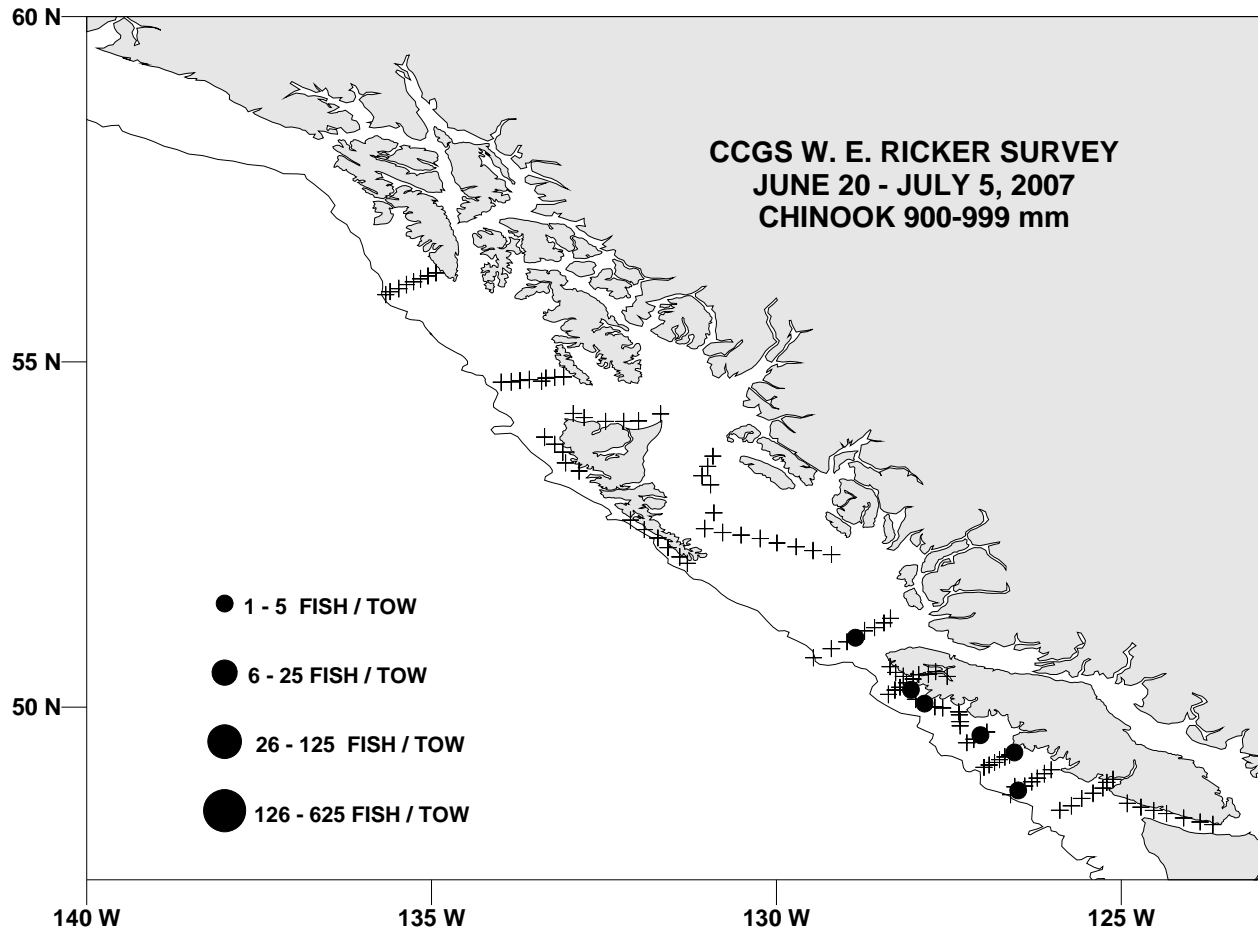 60 N
CCGS W. E. RICKER SURVEY
JUNE 20 - JULY 5, 2007
CHINOOK 900-999 mm
55 N
1 - 5 FISH / TOW
6 - 25 FISH / TOW
50 N
26 - 125 FISH / TOW
126 - 625 FISH / TOW
140 W 135 W 130 W 125 W